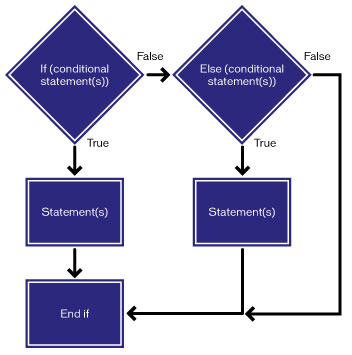 False
False
If (conditional
statement(s))
Else (conditional
statement(s))
True
True
Statement(s)
Statement(s)
End if